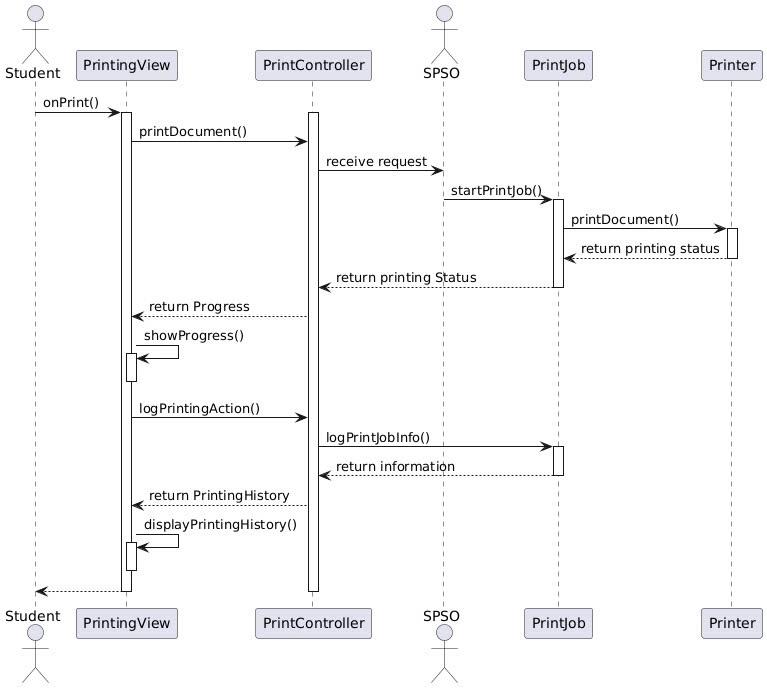 Student
PrintingView
PrintController
SPSO
PrintJob
Printer
onPrint()
printDocument()
receive request
startPrintJob()
printDocument()
return printing status
return printing Status
return Progress
showProgress()
logPrintingAction()
logPrintJobInfo()
return information
return PrintingHistory
displayPrintingHistory()
Student
PrintingView
PrintController
SPSO
PrintJob
Printer